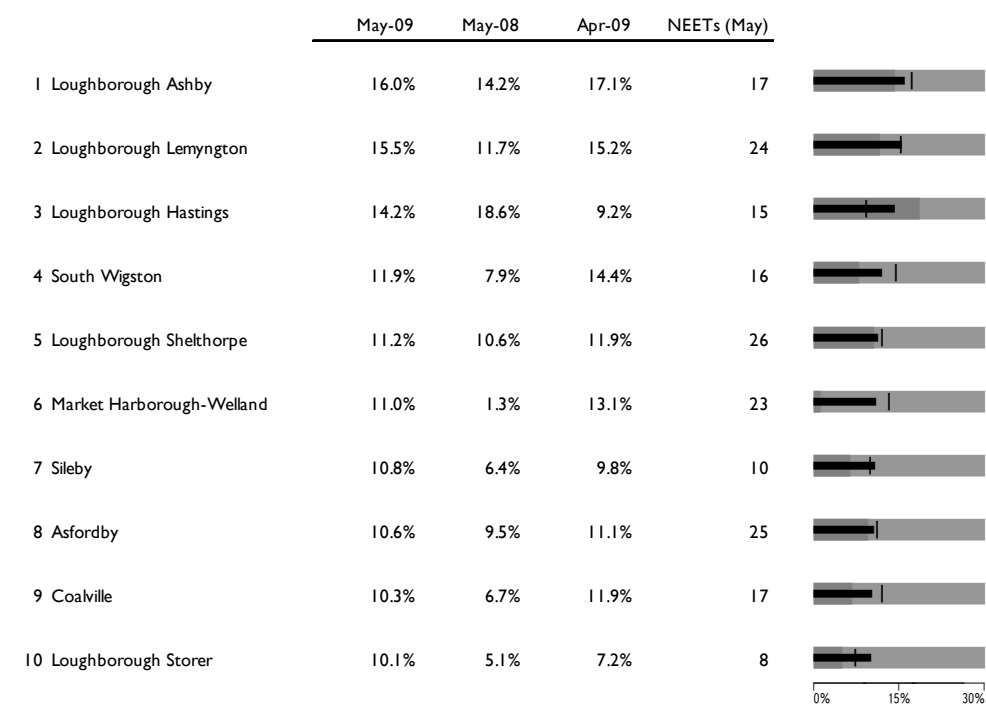 May-09 May-08 Apr-09 NEETs (May)
1 Loughborough Ashby 16.0% 14.2% 17.1% 17
2 Loughborough Lemyngton 15.5% 11.7% 15.2% 24
3 Loughborough Hastings 14.2% 18.6% 9.2% 15
4 South Wigston 11.9% 7.9% 14.4% 16
5 Loughborough Shelthorpe 11.2% 10.6% 11.9% 26
6 Market Harborough-Welland 11.0% 1.3% 13.1% 23
7 Sileby 10.8% 6.4% 9.8% 10
8 Asfordby 10.6% 9.5% 11.1% 25
9 Coalville 10.3% 6.7% 11.9% 17
10 Loughborough Storer 10.1% 5.1% 7.2% 8
0% 15% 30%